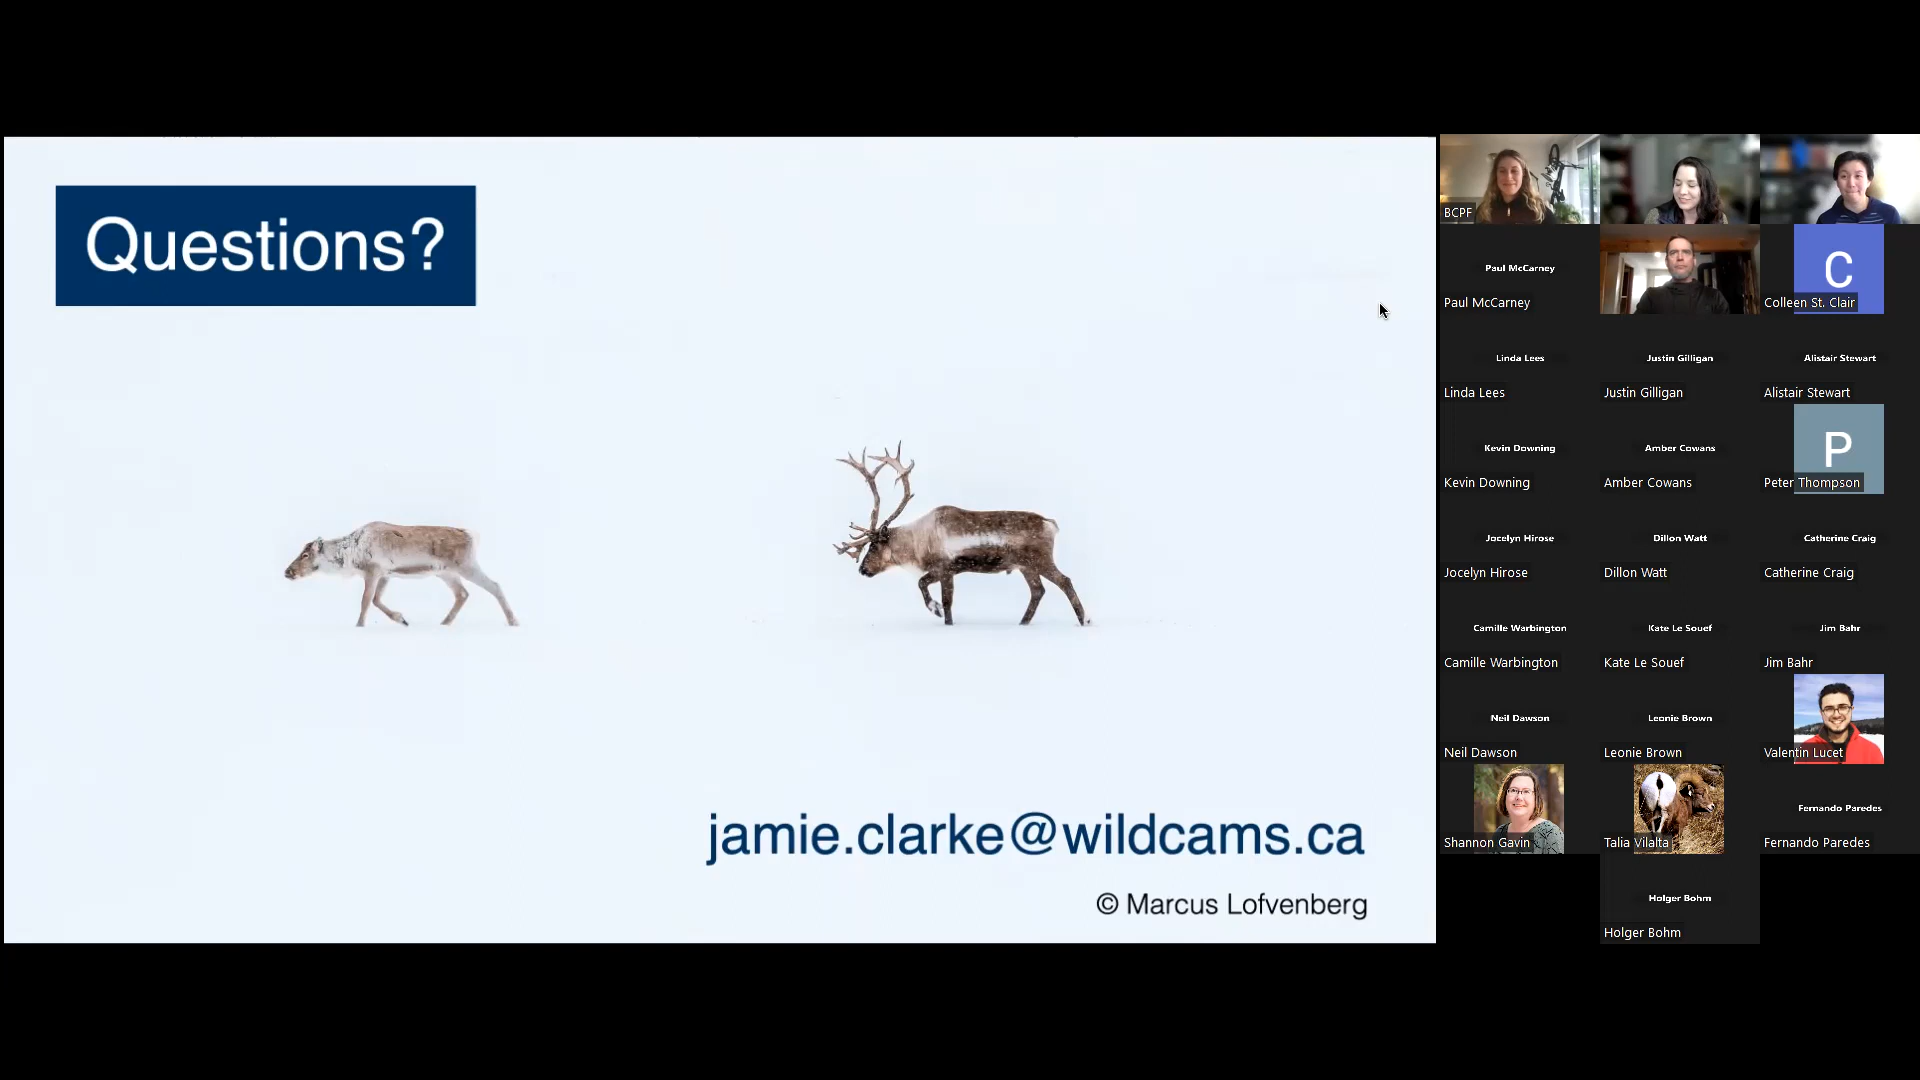 Questions?
jamie.clarke@wildcams.ca
© Marcus Lofvenberg
BCPF
Paul McCarney
Paul McCarney
C
Colleen St. Clair
Linda Lees
Linda Lees
Justin Gilligan
Justin Gilligan
Alistair Stewart
Alistair Stewart
Kevin Downing
Kevin Downing
Amber Cowans
Amber Cowans
P
Peter Thompson
Jocelyn Hirose
Jocelyn Hirose
Dillon Watt
Dillon Watt
Catherine Craig
Catherine Craig
Camille Warbington
Camille Warbington
Kate Le Souef
Kate Le Souef
Jim Bahr
Jim Bahr
Neil Dawson
Neil Dawson
Leonie Brown
Leonie Brown
Valentin Lucet
Shannon Gavin
Talia Vilalta
Fernando Paredes
Fernando Paredes
Holger Bohm
Holger Bohm